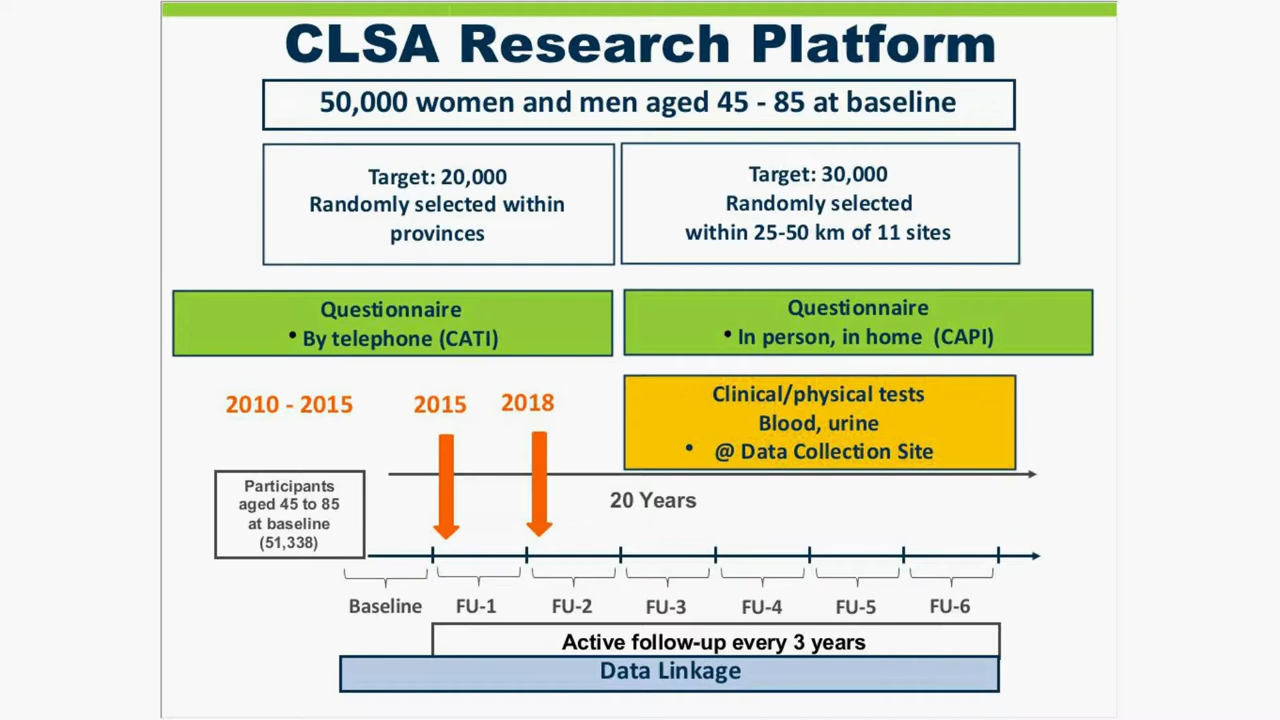 CLSA Research Platform
50,000 women and men aged 45 - 85 at baseline
Target: 20,000
Randomly selected within
provinces
Target: 30,000
Randomly selected
within 25-50 km of 11 sites
Questionnaire
• By telephone (CATI)
Questionnaire
• In person, in home (CAPI)
Clinical/physical tests
Blood, urine
• @ Data Collection Site
2010 - 2015
2015
2018
20 Years
Participants
aged 45 to 85
at baseline
(51,338)
Baseline
FU-1
FU-2
FU-3
FU-4
FU-5
FU-6
Active follow-up every 3 years
Data Linkage